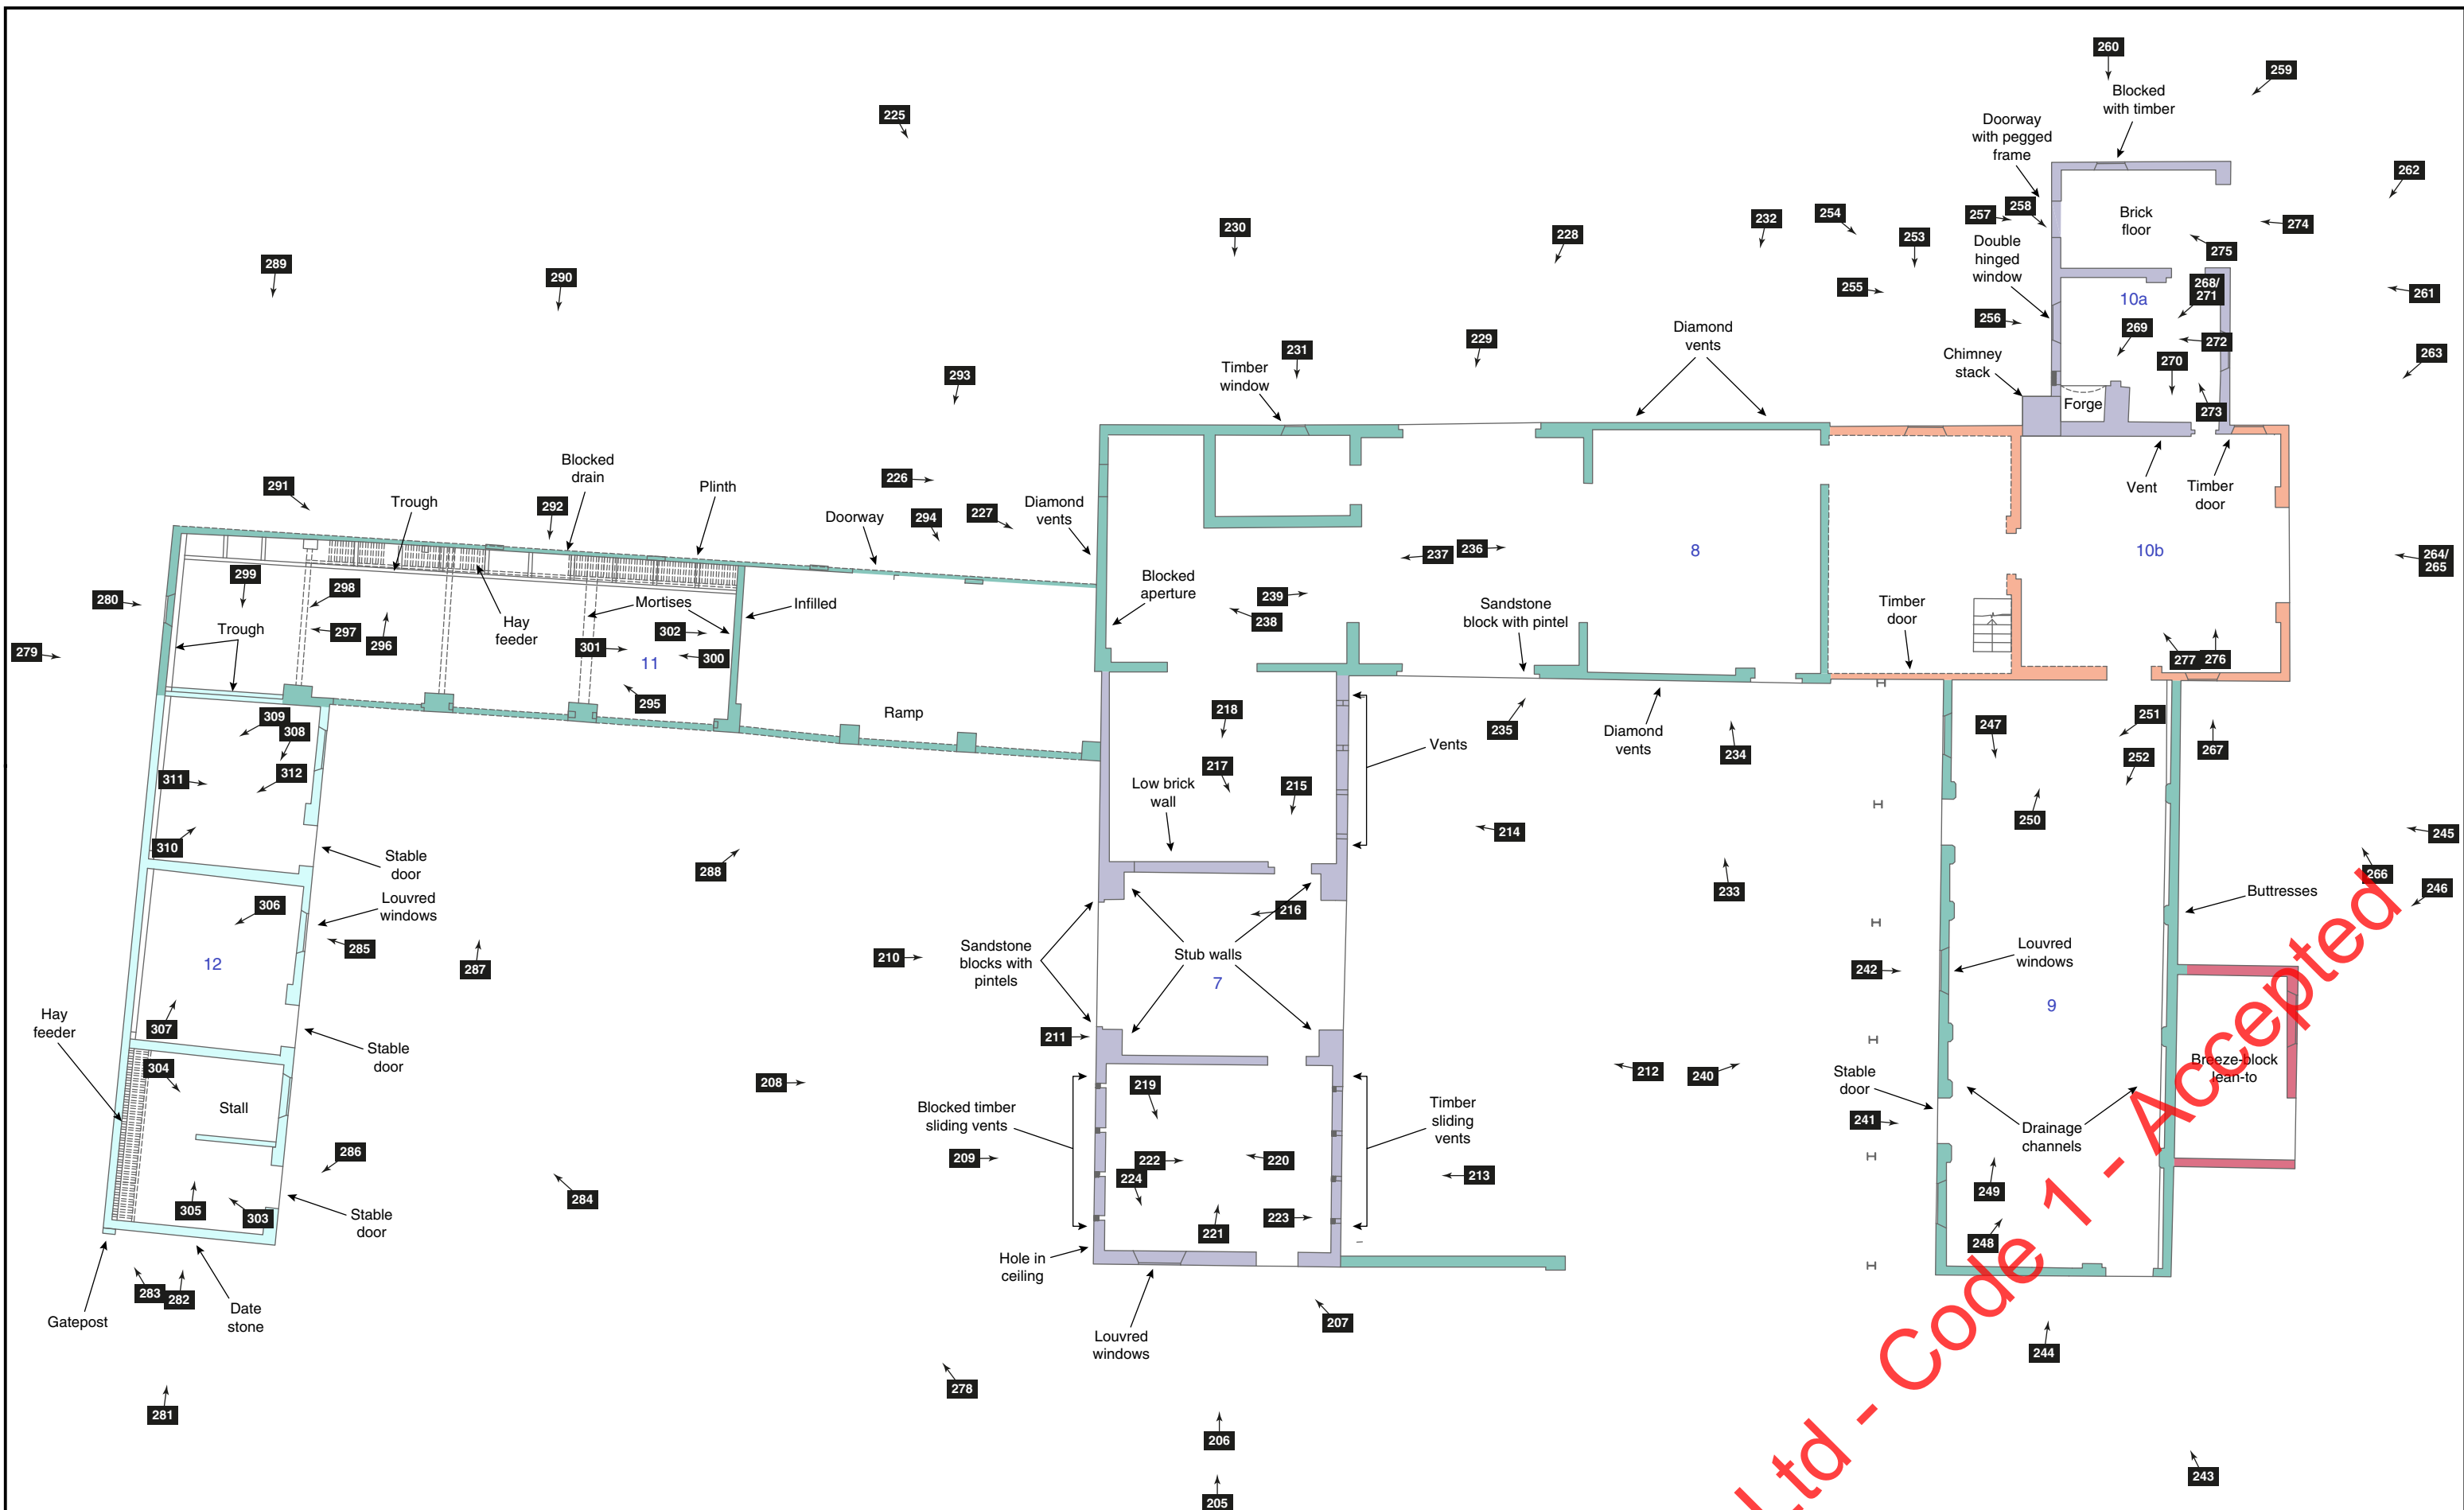 260
259
Blocked
with timber
225
Doorway
with pegged
frame
262
257
258
Brick
floor
274
254
232
230
228
253
Double
hinged
window
275
289
290
268/
271
10a
261
255
256
269
272
Diamond
vents
229
231
Timber
window
Chimney
stack
270
263
293
Forge
273
Blocked
drain
226
291
Trough
292
Plinth
Doorway
294
227
Diamond
vents
Vent
Timber
door
237
236
8
10b
264/
265
299
298
280
Blocked
aperture
239
238
Mortises
Infilled
Sandstone
block with pintel
Timber
door
Trough
297
296
Hay
feeder
302
301
300
11
279
277
276
295
309
308
Ramp
218
235
Diamond
vents
234
Vents
247
251
267
252
311
312
217
215
Low brick
wall
214
250
245
310
Stable
door
288
233
266
246
Buttresses
306
Louvred
windows
285
216
Sandstone
blocks with
pintels
Stub walls
210
7
287
12
Louvred
windows
242
9
Hay
feeder
307
211
Stable
door
304
208
219
212
240
Breeze-block
lean-to
Stable
door
Stall
Blocked timber
sliding vents
Timber
sliding
vents
241
Drainage
channels
286
209
222
220
224
213
284
305
303
Stable
door
221
223
249
248
Hole in
ceiling
283
282
Gatepost
Date
stone
207
Louvred
windows
244
278
281
206
243
205
Ltd - Code 1 - Accepted